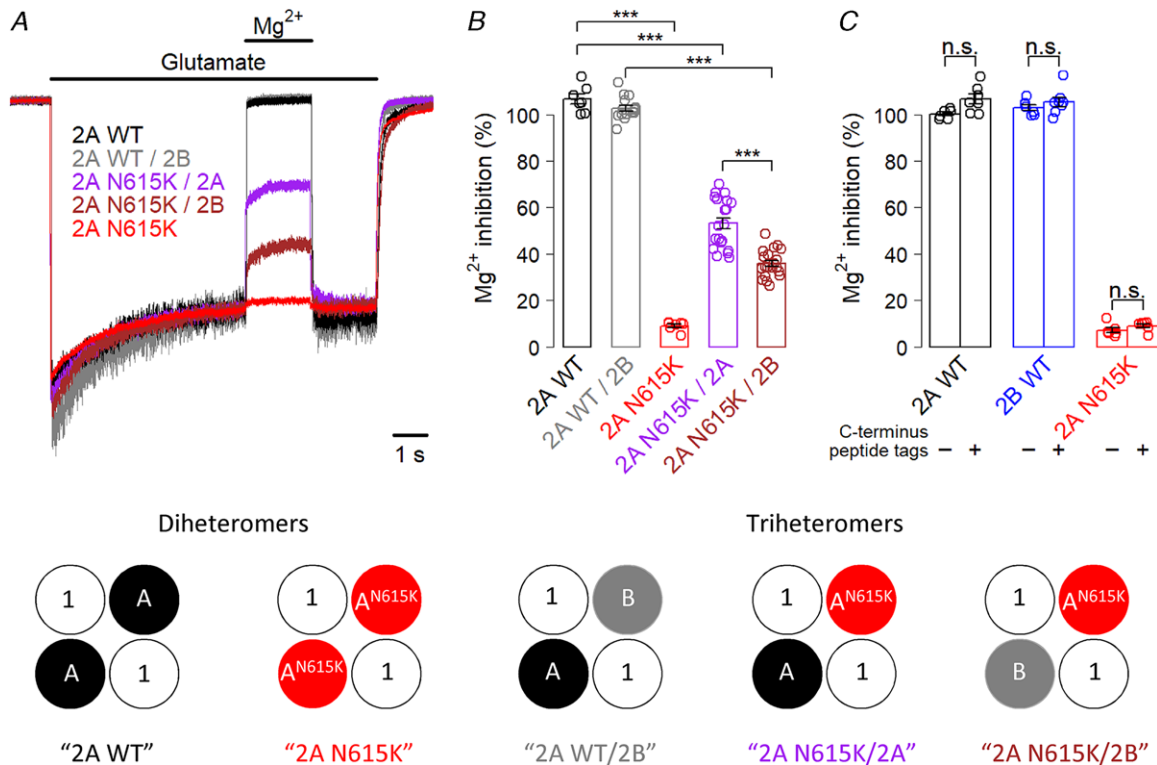 A
Mg2+
Glutamate
2A WT
2A WT / 2B
2A N615K / 2A
2A N615K / 2B
2A N615K
1 s
B
Mg2+ inhibition (%)
100
80
60
40
20
0
***
***
***
***
2A WT
2A WT / 2B
2A N615K
2A N615K / 2A
2A N615K / 2B
C
Mg2+ inhibition (%)
100
80
60
40
20
0
n.s.
n.s.
n.s.
2A WT
2B WT
2A N615K
C-terminus
peptide tags
− + − + − +
Diheteromers
Triheteromers
1 A
A 1
1 AN615K
AN615K 1
1 B
A 1
1 AN615K
A 1
1 AN615K
B 1
“2A WT”
“2A N615K”
“2A WT/2B”
“2A N615K/2A”
“2A N615K/2B”